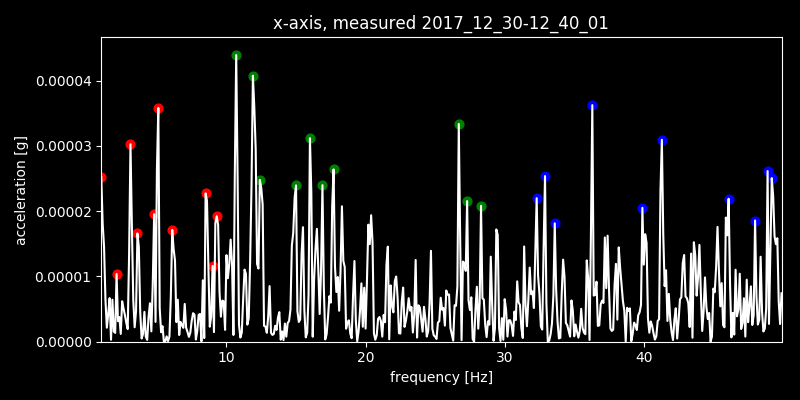 x-axis, measured 2017_12_30-12_40_01
0.00004
0.00003
0.00002
0.00001
0.00000
acceleration [g]
10 20 30 40
frequency [Hz]